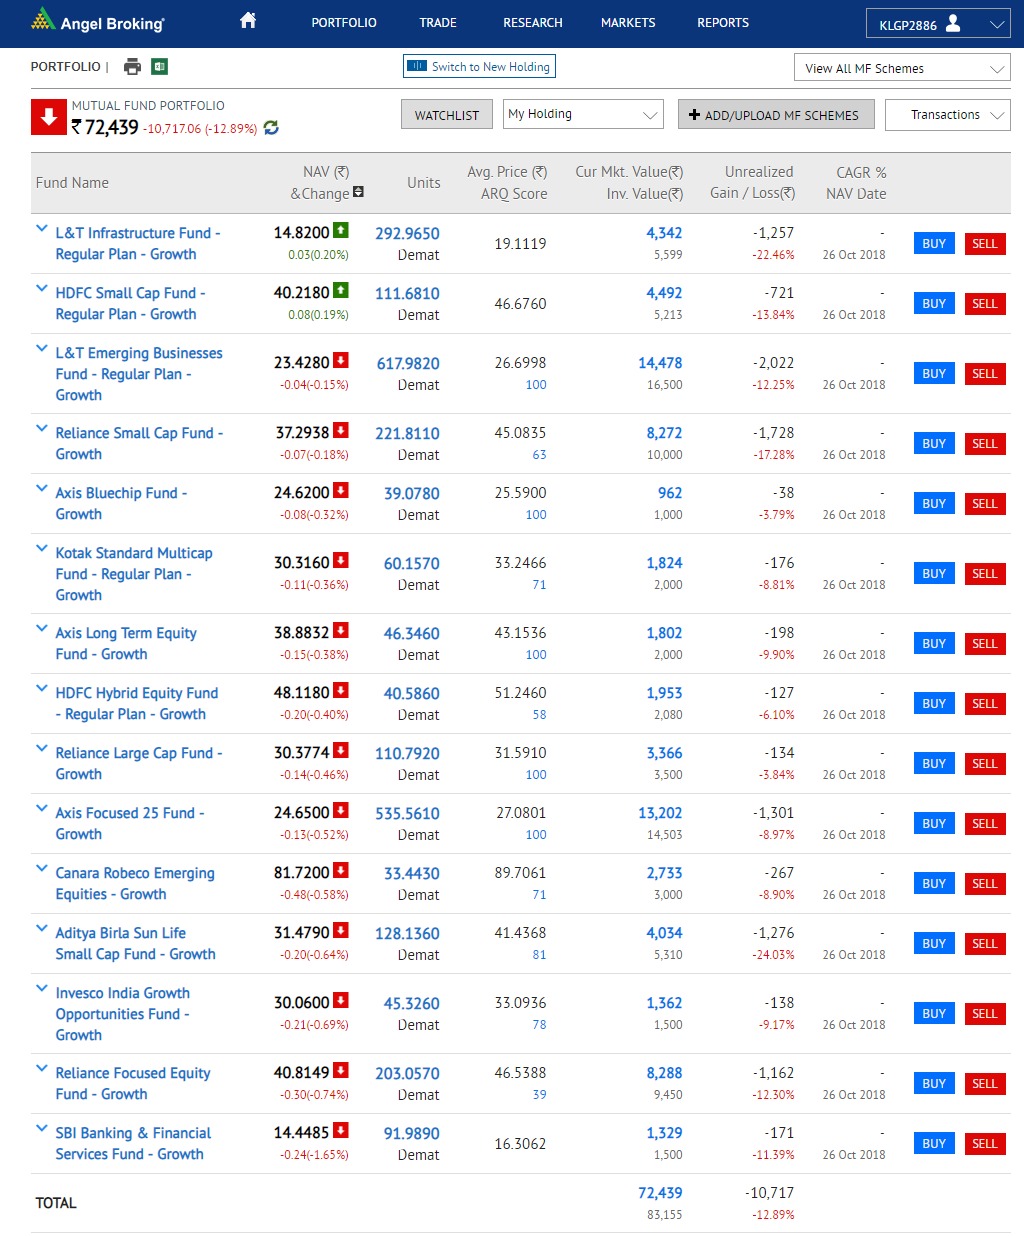 Angel Broking PORTFOLIO TRADE RESEARCH MARKETS REPORTS KLGP2886
PORTFOLIO | Switch to New Holding View All MF Schemes
MUTUAL FUND PORTFOLIO
₹ 72,439 -10,717.06 (-12.89%) WATCHLIST My Holding + ADD/UPLOAD MF SCHEMES Transactions
Fund Name NAV (₹) &Change Units Avg. Price (₹) ARQ Score Cur Mkt. Value(₹) Inv. Value(₹) Unrealized Gain / Loss(₹) CAGR % NAV Date
L&T Infrastructure Fund - 14.8200 292.9650 19.1119 4,342 -1,257 - BUY SELL
Regular Plan - Growth 0.03(0.20%) Demat 5,599 -22.46% 26 Oct 2018
HDFC Small Cap Fund - 40.2180 111.6810 46.6760 4,492 -721 - BUY SELL
Regular Plan - Growth 0.08(0.19%) Demat 5,213 -13.84% 26 Oct 2018
L&T Emerging Businesses 23.4280 617.9820 26.6998 14,478 -2,022 - BUY SELL
Fund - Regular Plan - -0.04(-0.15%) Demat 100 16,500 -12.25% 26 Oct 2018
Growth
Reliance Small Cap Fund - 37.2938 221.8110 45.0835 8,272 -1,728 - BUY SELL
Growth -0.07(-0.18%) Demat 63 10,000 -17.28% 26 Oct 2018
Axis Bluechip Fund - 24.6200 39.0780 25.5900 962 -38 - BUY SELL
Growth -0.08(-0.32%) Demat 100 1,000 -3.79% 26 Oct 2018
Kotak Standard Multicap 30.3160 60.1570 33.2466 1,824 -176 - BUY SELL
Fund - Regular Plan - -0.11(-0.36%) Demat 71 2,000 -8.81% 26 Oct 2018
Growth
Axis Long Term Equity 38.8832 46.3460 43.1536 1,802 -198 - BUY SELL
Fund - Growth -0.15(-0.38%) Demat 100 2,000 -9.90% 26 Oct 2018
HDFC Hybrid Equity Fund 48.1180 40.5860 51.2460 1,953 -127 - BUY SELL
- Regular Plan - Growth -0.20(-0.40%) Demat 58 2,080 -6.10% 26 Oct 2018
Reliance Large Cap Fund - 30.3774 110.7920 31.5910 3,366 -134 - BUY SELL
Growth -0.14(-0.46%) Demat 100 3,500 -3.84% 26 Oct 2018
Axis Focused 25 Fund - 24.6500 535.5610 27.0801 13,202 -1,301 - BUY SELL
Growth -0.13(-0.52%) Demat 100 14,503 -8.97% 26 Oct 2018
Canara Robeco Emerging 81.7200 33.4430 89.7061 2,733 -267 - BUY SELL
Equities - Growth -0.48(-0.58%) Demat 71 3,000 -8.90% 26 Oct 2018
Aditya Birla Sun Life 31.4790 128.1360 41.4368 4,034 -1,276 - BUY SELL
Small Cap Fund - Growth -0.20(-0.64%) Demat 81 5,310 -24.03% 26 Oct 2018
Invesco India Growth 30.0600 45.3260 33.0936 1,362 -138 - BUY SELL
Opportunities Fund - -0.21(-0.69%) Demat 78 1,500 -9.17% 26 Oct 2018
Growth
Reliance Focused Equity 40.8149 203.0570 46.5388 8,288 -1,162 - BUY SELL
Fund - Growth -0.30(-0.74%) Demat 39 9,450 -12.30% 26 Oct 2018
SBI Banking & Financial 14.4485 91.9890 16.3062 1,329 -171 - BUY SELL
Services Fund - Growth -0.24(-1.65%) Demat 1,500 -11.39% 26 Oct 2018
TOTAL 72,439 -10,717
83,155 -12.89%